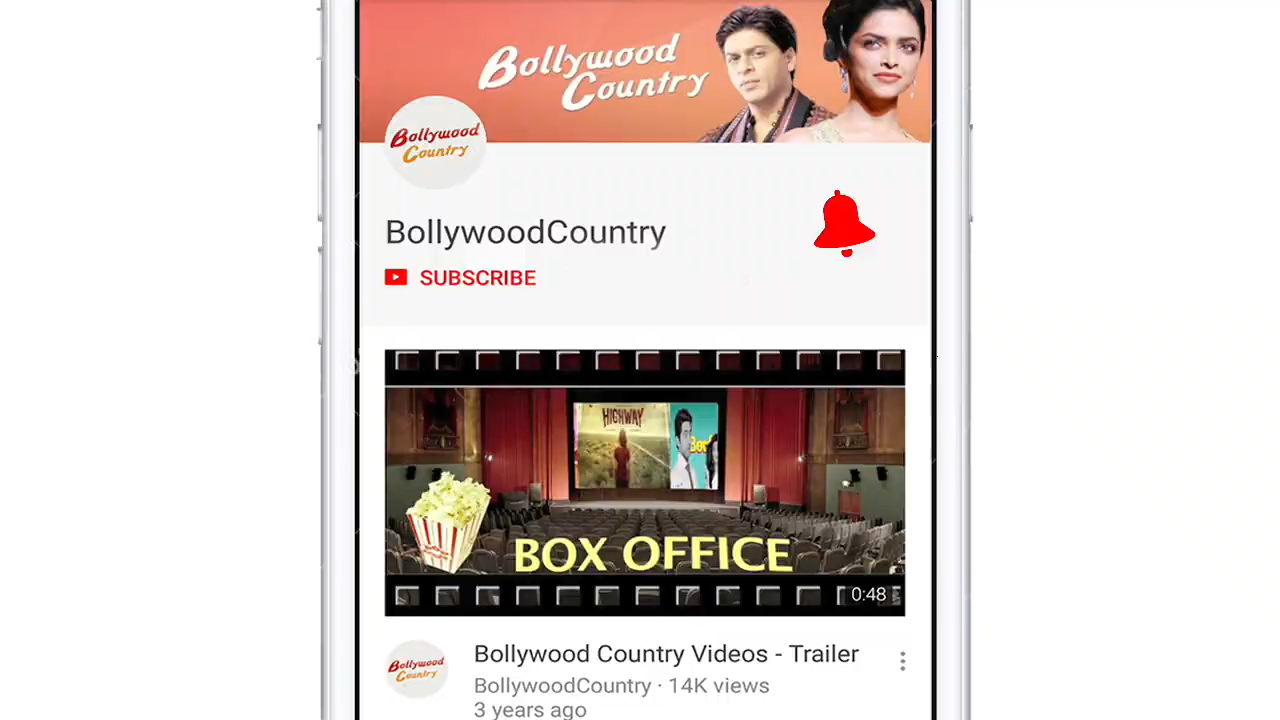 Bollywood
Country
Bollywood
Country
BollywoodCountry
SUBSCRIBE
HIGHWAY
BOX OFFICE
0:48
Bollywood Country Videos - Trailer
Bollywood
Country
BollywoodCountry · 14K views
3 years ago